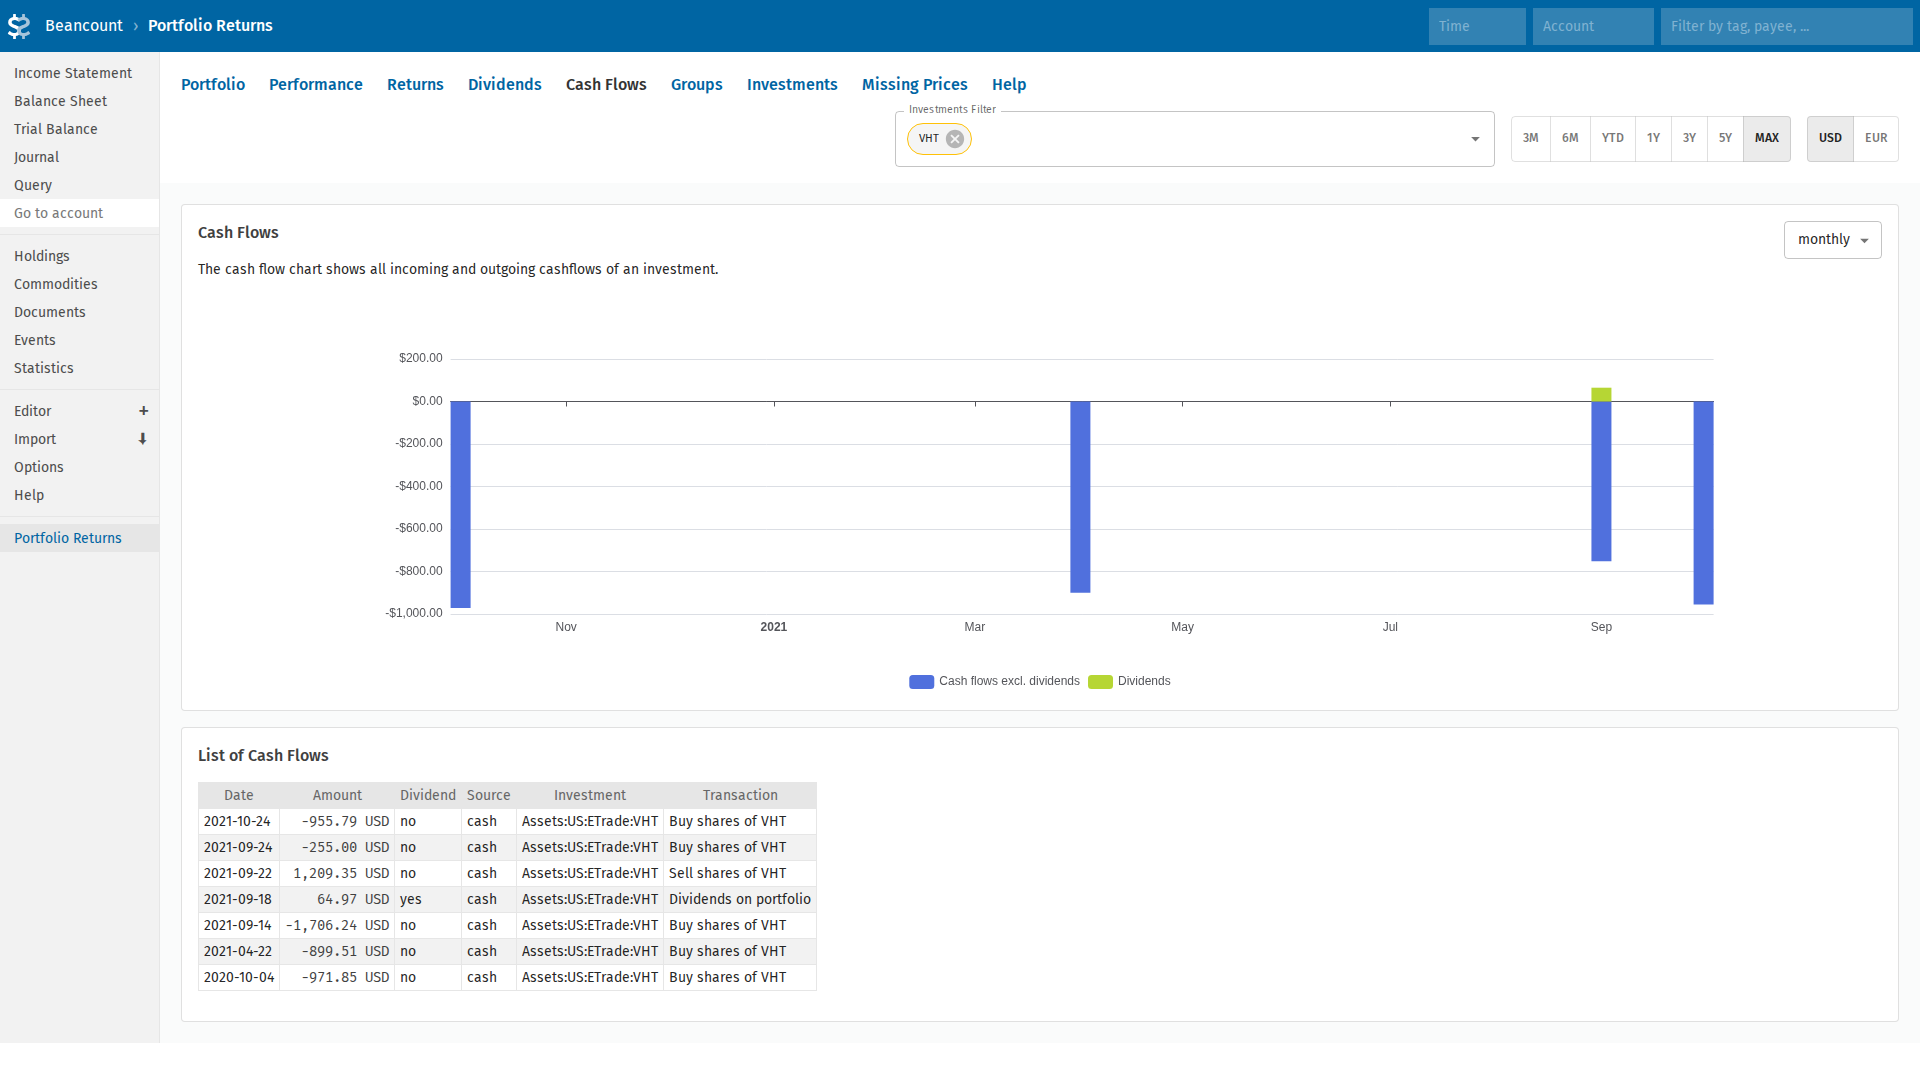 Beancount › Portfolio Returns
Time
Account
Filter by tag, payee, ...
Income Statement
Balance Sheet
Trial Balance
Journal
Query
Go to account
Holdings
Commodities
Documents
Events
Statistics
Editor +
Import
Options
Help
Portfolio Returns
Portfolio Performance Returns Dividends Cash Flows Groups Investments Missing Prices Help
Investments Filter
VHT
3M 6M YTD 1Y 3Y 5Y MAX
USD EUR
Cash Flows
monthly
The cash flow chart shows all incoming and outgoing cashflows of an investment.
$200.00
$0.00
-$200.00
-$400.00
-$600.00
-$800.00
-$1,000.00
Nov 2021 Mar May Jul Sep
Cash flows excl. dividends Dividends
List of Cash Flows
Date Amount Dividend Source Investment Transaction
2021-10-24 -955.79 USD no cash Assets:US:ETrade:VHT Buy shares of VHT
2021-09-24 -255.00 USD no cash Assets:US:ETrade:VHT Buy shares of VHT
2021-09-22 1,209.35 USD no cash Assets:US:ETrade:VHT Sell shares of VHT
2021-09-18 64.97 USD yes cash Assets:US:ETrade:VHT Dividends on portfolio
2021-09-14 -1,706.24 USD no cash Assets:US:ETrade:VHT Buy shares of VHT
2021-04-22 -899.51 USD no cash Assets:US:ETrade:VHT Buy shares of VHT
2020-10-04 -971.85 USD no cash Assets:US:ETrade:VHT Buy shares of VHT